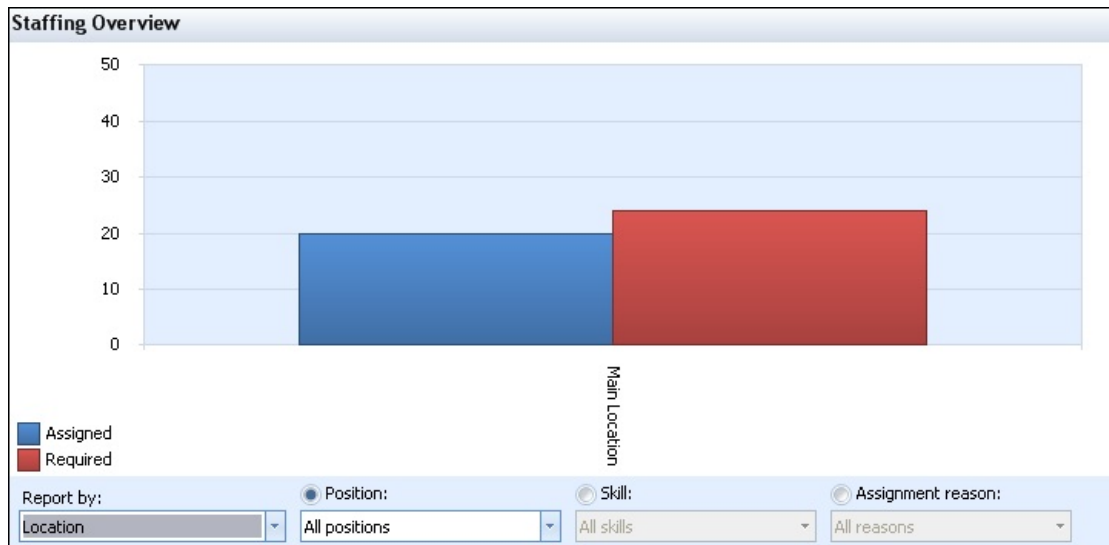 Staffing Overview
50
40
30
20
10
0
Main Location
Assigned
Required
Report by:
Position:
Skill:
Assignment reason:
Location
All positions
All skills
All reasons